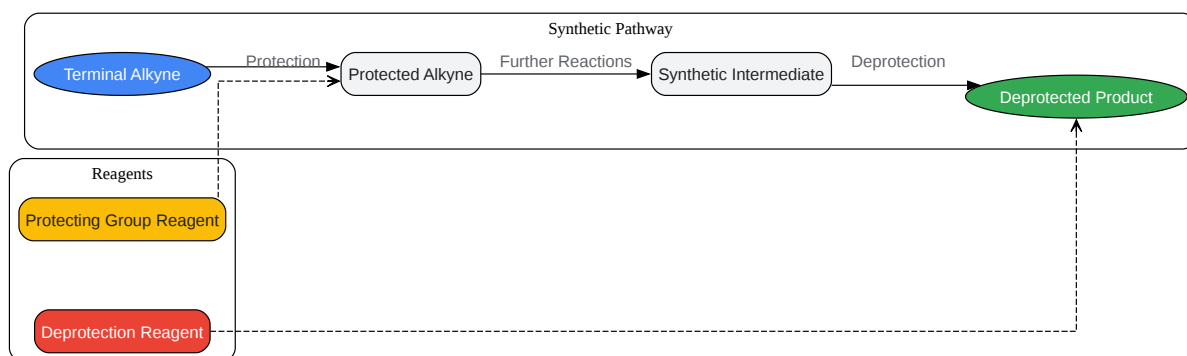 Synthetic Pathway
Terminal Alkyne
Protection
Protected Alkyne
Further Reactions
Synthetic Intermediate
Deprotection
Deprotected Product
Reagents
Protecting Group Reagent
Deprotection Reagent